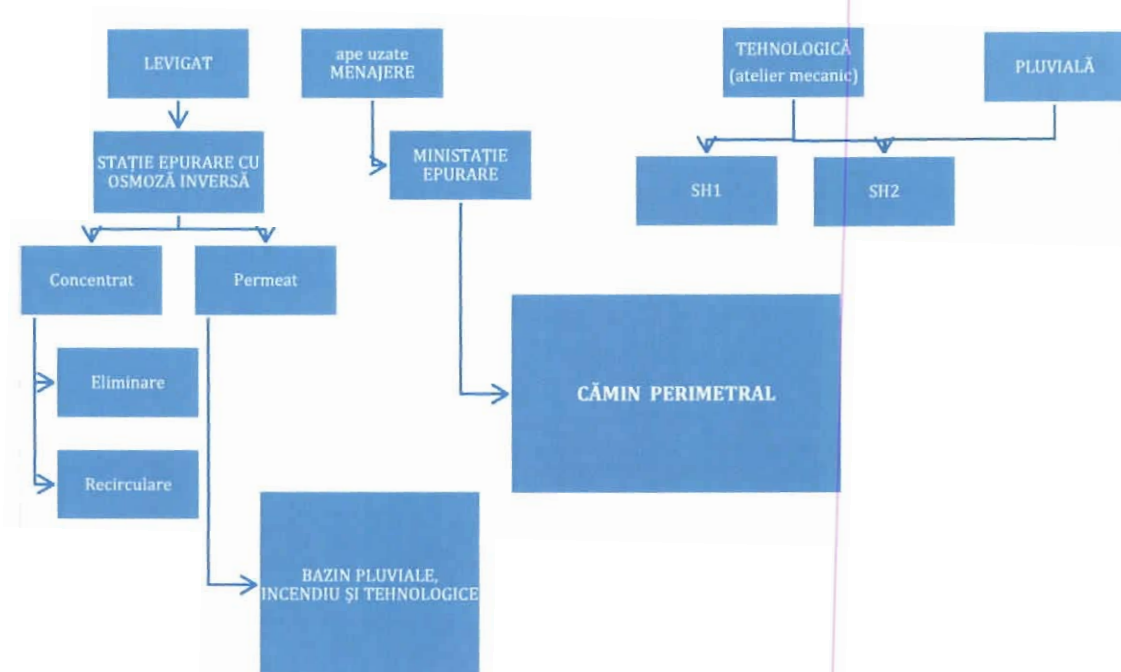 LEVIGAT
ape uzate
MENAJERE
TEHNOLOGICĂ
(atelier mecanic)
PLUVIALĂ
STAȚIE EPURARE CU
OSMOZĂ INVERSĂ
MINISTAȚIE
EPURARE
SH1
SH2
Concentrat
Permeat
Eliminare
Recirculare
CĂMIN PERIMETRAL
BAZIN PLUVIALE,
INCENDIU ȘI TEHNOLOGICE